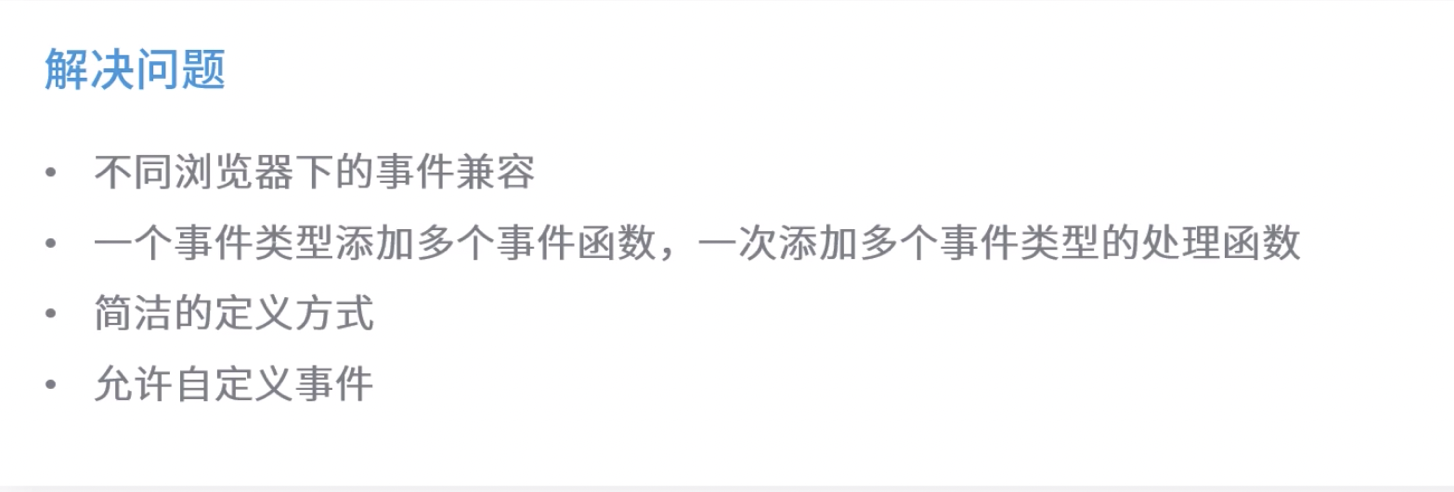 解决问题
• 不同浏览器下的事件兼容
• 一个事件类型添加多个事件函数，一次添加多个事件类型的处理函数
• 简洁的定义方式
• 允许自定义事件